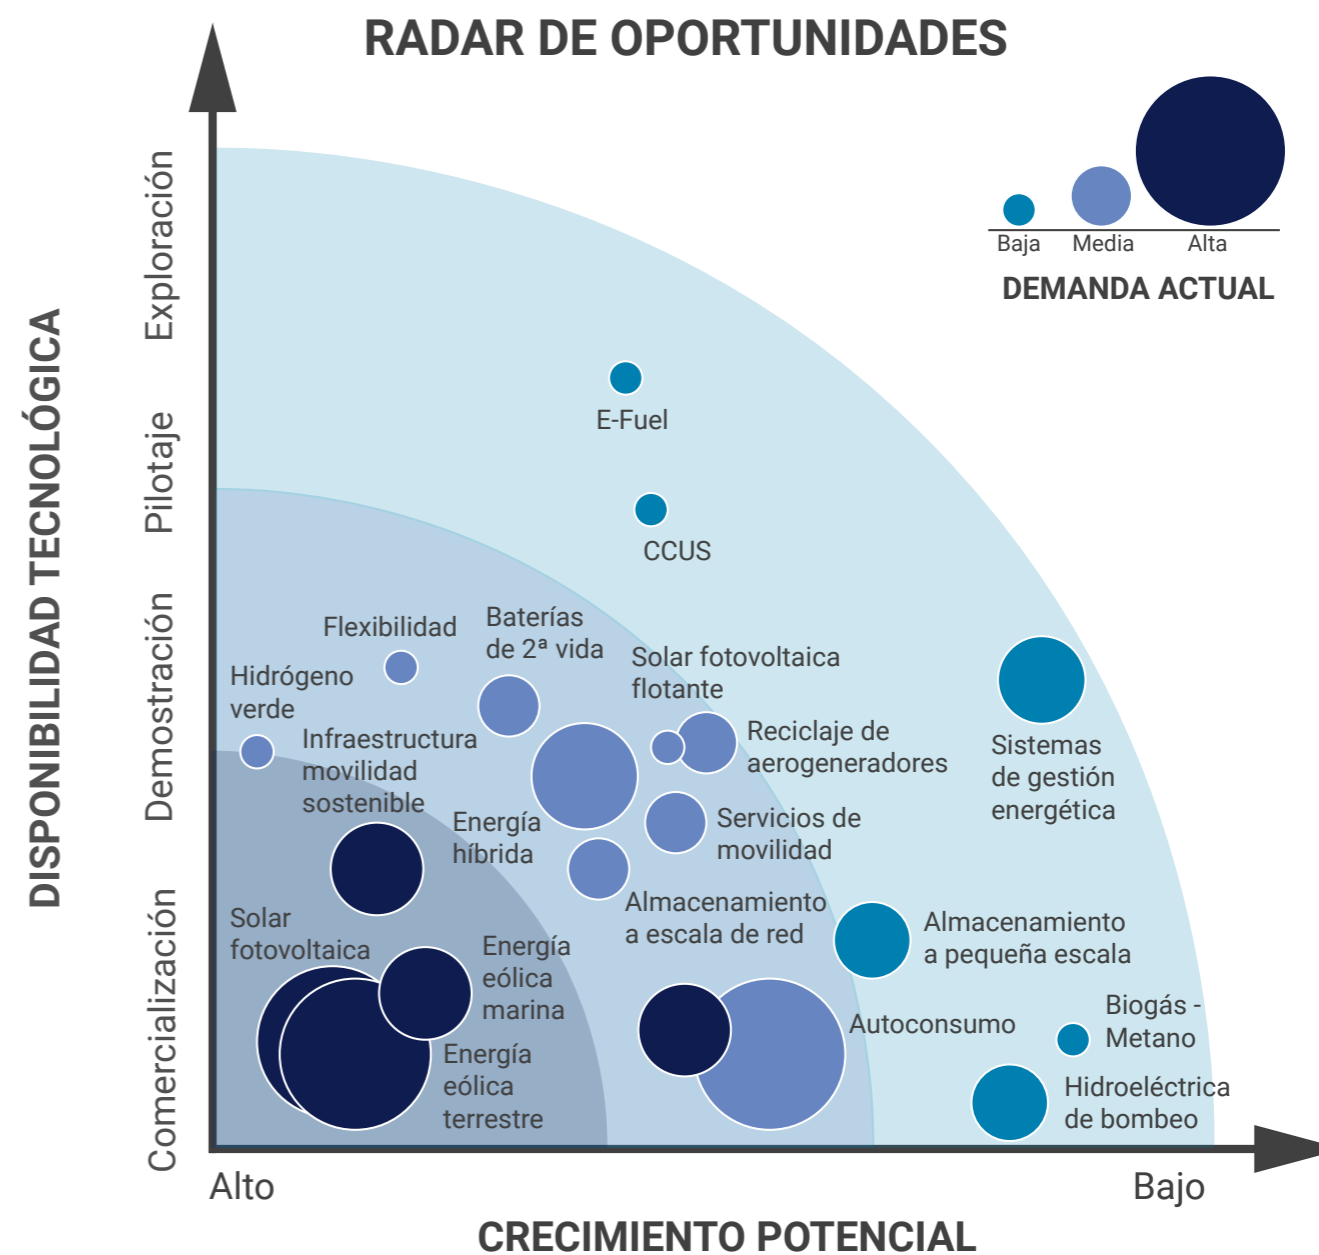 RADAR DE OPORTUNIDADES
Baja
Media
Alta
DEMANDA ACTUAL
DISPONIBILIDAD TECNOLÓGICA
Exploración
Pilotaje
Demostración
Comercialización
E-Fuel
CCUS
Flexibilidad
Baterías
de 2ª vida
Solar fotovoltaica
flotante
Hidrógeno
verde
Infraestructura
movilidad
sostenible
Reciclaje de
aerogeneradores
Sistemas
de gestión
energética
Energía
híbrida
Servicios de
movilidad
Almacenamiento
a escala de red
Solar
fotovoltaica
Energía
eólica
marina
Almacenamiento
a pequeña escala
Energía
eólica
terrestre
Autoconsumo
Biogás -
Metano
Hidroeléctrica
de bombeo
Alto
Bajo
CRECIMIENTO POTENCIAL